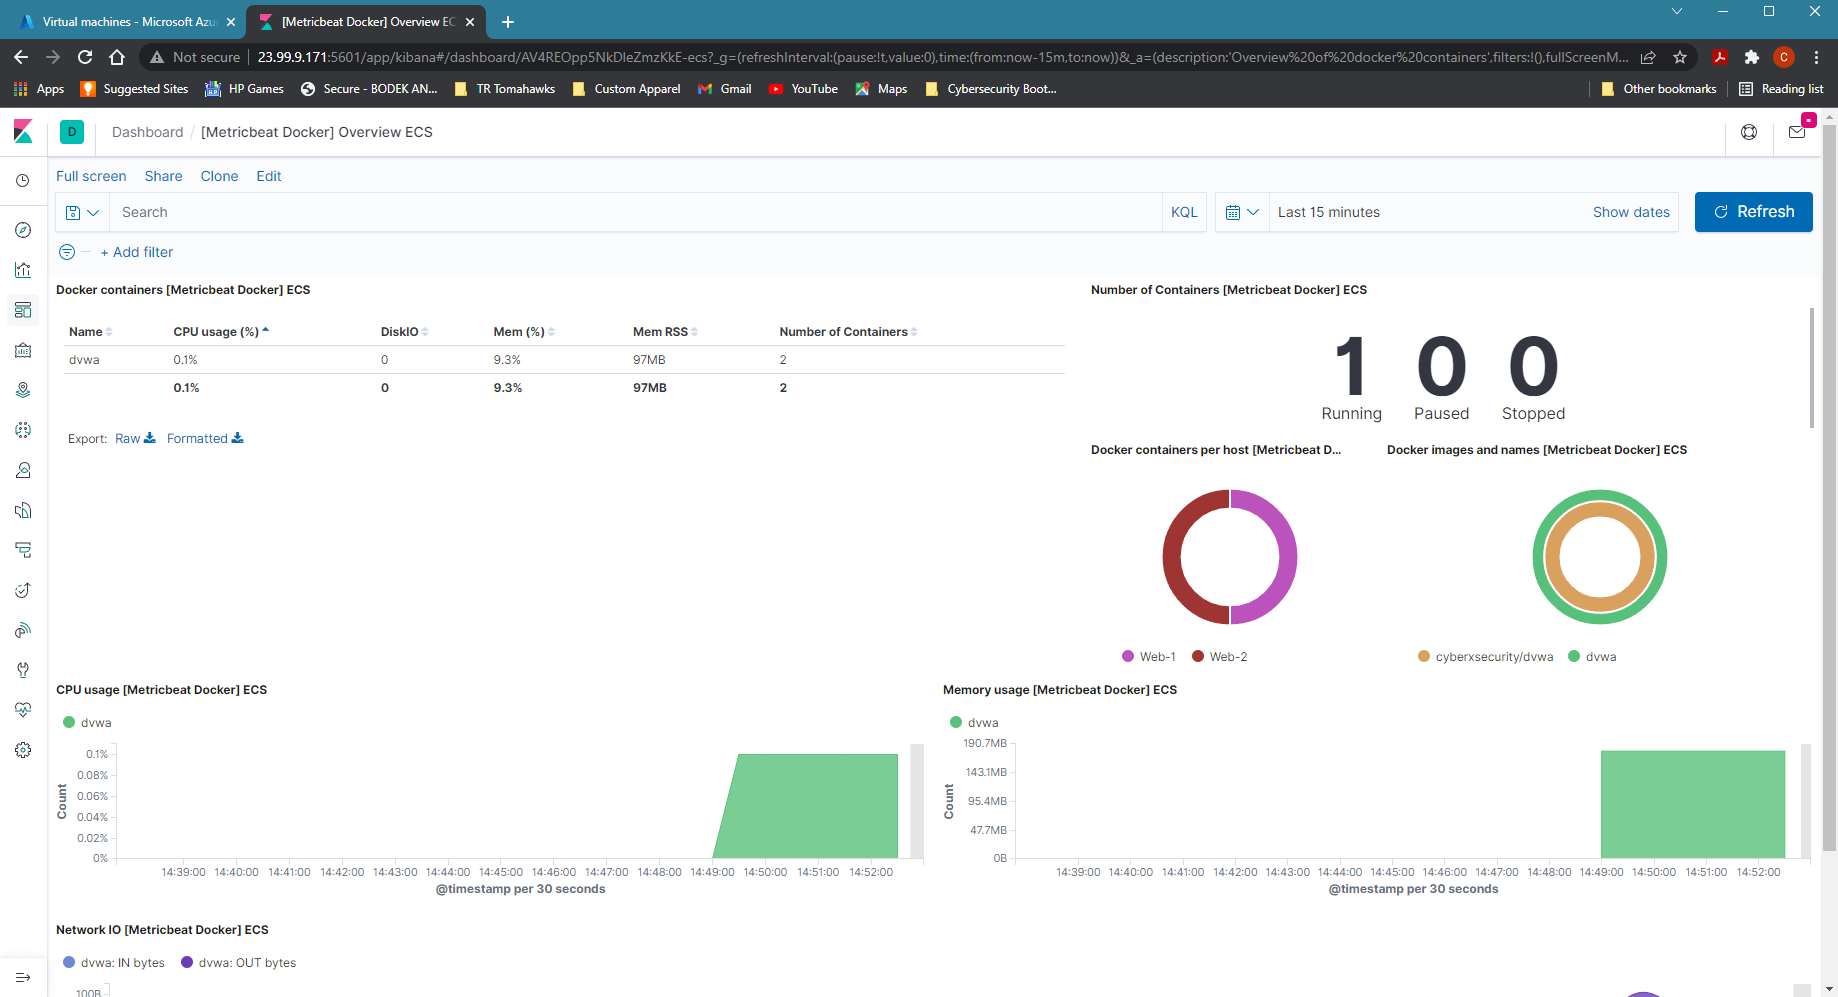 Virtual machines - Microsoft Azu
[Metricbeat Docker] Overview EC
Not secure
23.99.9.171:5601/app/kibana#/dashboard/AV4REOpp5NkDleZmzKkE-ecs?_g=(refreshInterval:(pause:!t,value:0),time:(from:now-15m,to:now))&_a=(description:'Overview%20of%20docker%20containers',filters:!(),fullScreenM...
C
Apps
Suggested Sites
HP Games
Secure - BODEK AN...
TR Tomahawks
Custom Apparel
Gmail
YouTube
Maps
Cybersecurity Boot...
Other bookmarks
Reading list
D
Dashboard / [Metricbeat Docker] Overview ECS
Full screen Share Clone Edit
Search
KQL
Last 15 minutes
Show dates
Refresh
+ Add filter
Docker containers [Metricbeat Docker] ECS
Name CPU usage (%) DiskIO Mem (%) Mem RSS Number of Containers
dvwa 0.1% 0 9.3% 97MB 2
0.1% 0 9.3% 97MB 2
Export: Raw Formatted
Number of Containers [Metricbeat Docker] ECS
1 0 0
Running Paused Stopped
Docker containers per host [Metricbeat D...
Web-1 Web-2
Docker images and names [Metricbeat Docker] ECS
cyberxsecurity/dvwa dvwa
CPU usage [Metricbeat Docker] ECS
dvwa
0.1%
0.08%
0.06%
0.04%
0.02%
0%
Count
14:39:00 14:40:00 14:41:00 14:42:00 14:43:00 14:44:00 14:45:00 14:46:00 14:47:00 14:48:00 14:49:00 14:50:00 14:51:00 14:52:00
@timestamp per 30 seconds
Memory usage [Metricbeat Docker] ECS
dvwa
190.7MB
143.1MB
95.4MB
47.7MB
0B
Count
14:39:00 14:40:00 14:41:00 14:42:00 14:43:00 14:44:00 14:45:00 14:46:00 14:47:00 14:48:00 14:49:00 14:50:00 14:51:00 14:52:00
@timestamp per 30 seconds
Network IO [Metricbeat Docker] ECS
dvwa: IN bytes dvwa: OUT bytes
100B